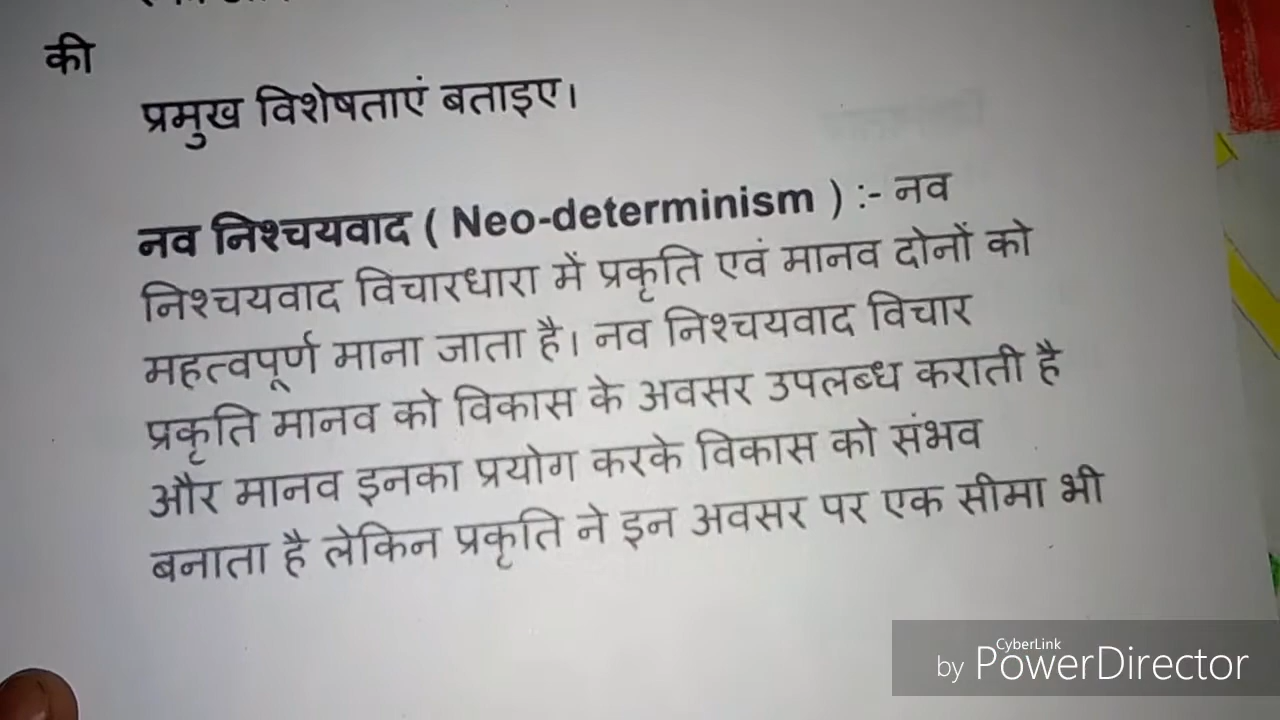 की
प्रमुख विशेषताएं बताइए।
नव निश्चयवाद ( Neo-determinism ) :- नव
निश्चयवाद विचारधारा में प्रकृति एवं मानव दोनों को
महत्वपूर्ण माना जाता है। नव निश्चयवाद विचार
प्रकृति मानव को विकास के अवसर उपलब्ध कराती है
और मानव इनका प्रयोग करके विकास को संभव
बनाता है लेकिन प्रकृति ने इन अवसर पर एक सीमा भी
CyberLink
by PowerDirector